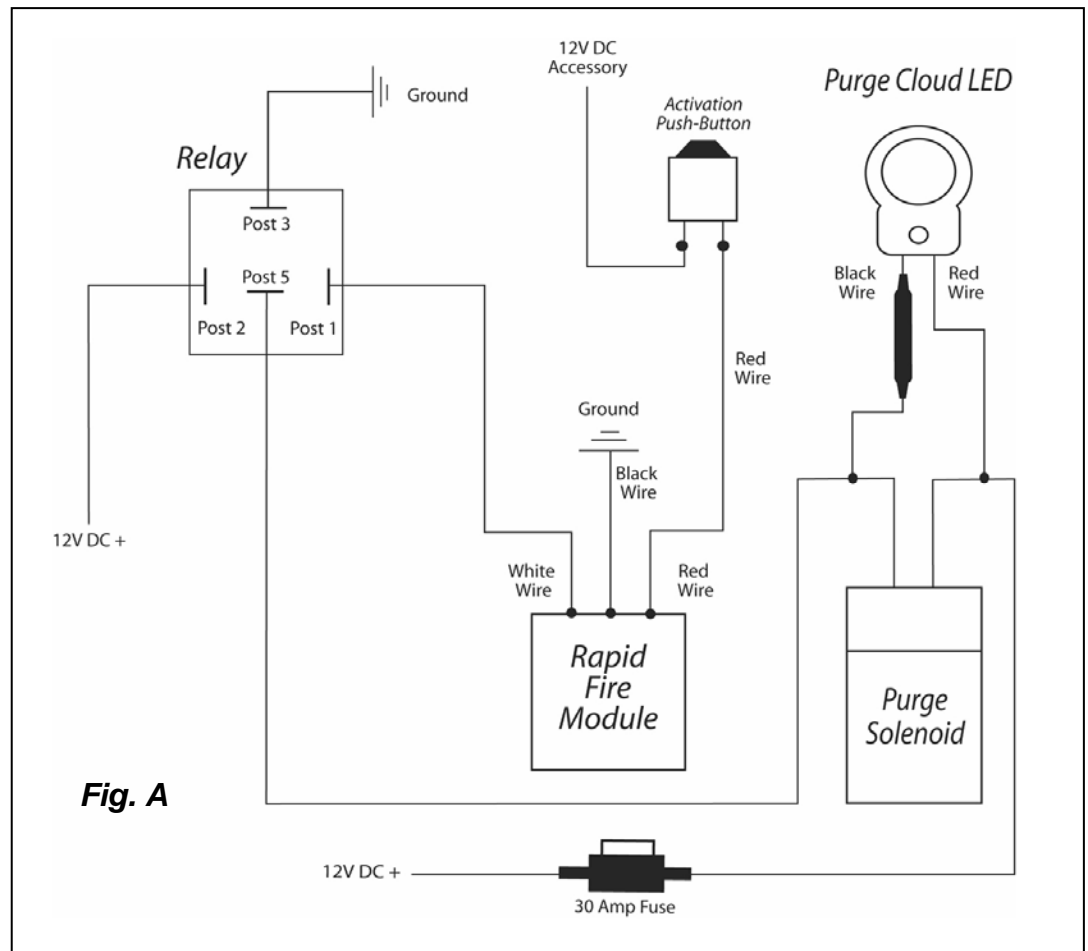 12V DC
Accessory
Purge Cloud LED
Activation
Push-Button
Ground
Relay
Post 3
Post 5
Post 2
Post 1
Black
Wire
Red
Wire
Red
Wire
Ground
Black
Wire
12V DC +
White
Wire
Red
Wire
Rapid
Fire
Module
Purge
Solenoid
Fig. A
12V DC +
30 Amp Fuse